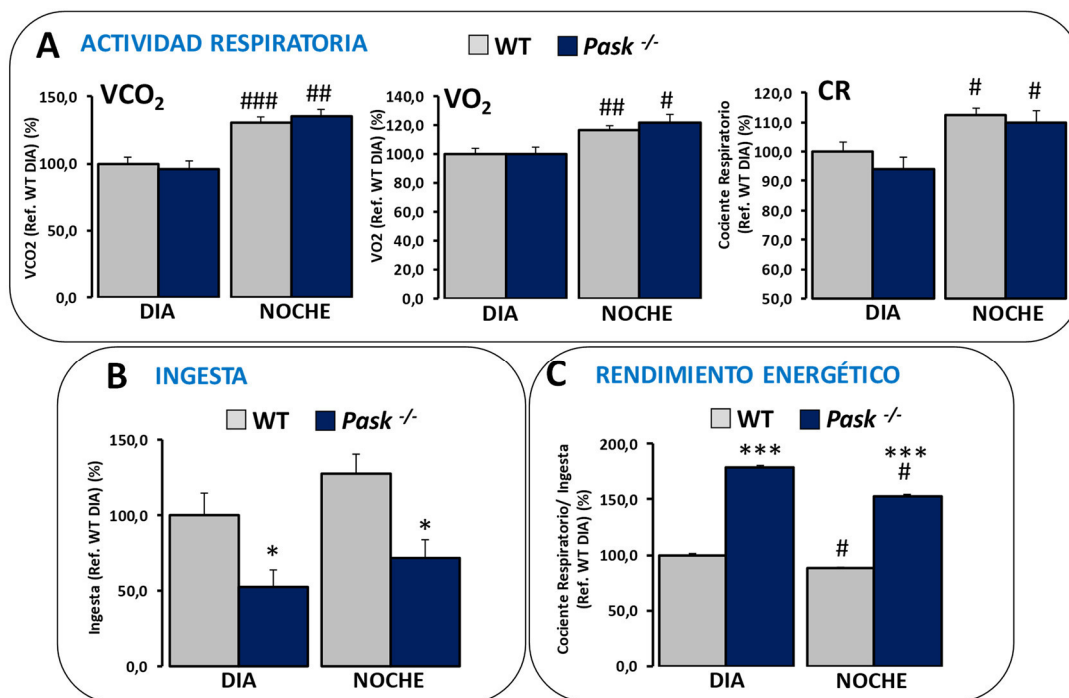 A ACTIVIDAD RESPIRATORIA
WT Pask -/-
VCO2
VCO2 (Ref. WT DIA) (%)
150,0
100,0
50,0
0,0
### ##
DIA NOCHE
VO2
VO2 (Ref. WT DIA) (%)
140,0
120,0
100,0
80,0
60,0
40,0
20,0
0,0
## #
DIA NOCHE
CR
Cociente Respiratorio
(Ref. WT DIA) (%)
120,0
110,0
100,0
90,0
80,0
70,0
60,0
50,0
# #
DIA NOCHE
B INGESTA
WT Pask -/-
Ingesta (Ref. WT DIA) (%)
150,0
100,0
50,0
0,0
* *
DIA NOCHE
C RENDIMIENTO ENERGÉTICO
WT Pask -/-
Cociente Respiratorio/ Ingesta
(Ref. WT DIA) (%)
200,0
150,0
100,0
50,0
0,0
*** ***
# #
DIA NOCHE